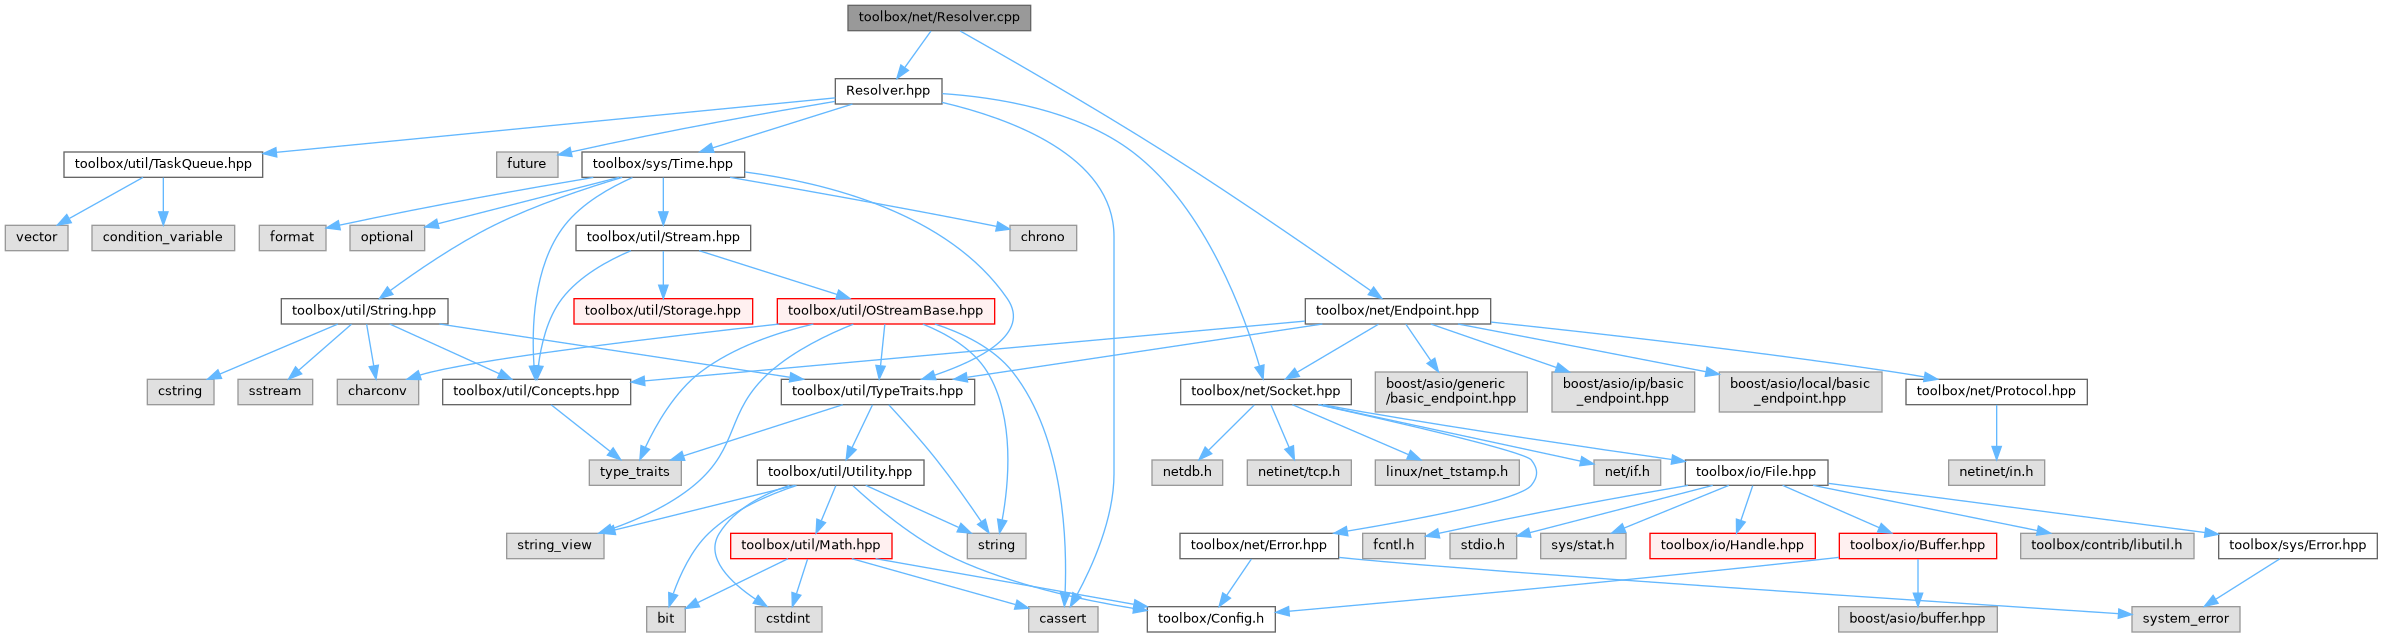 toolbox/net/Resolver.cpp
Resolver.hpp
toolbox/util/TaskQueue.hpp
future
toolbox/sys/Time.hpp
vector
condition_variable
format
optional
toolbox/util/Stream.hpp
chrono
toolbox/util/String.hpp
toolbox/util/Storage.hpp
toolbox/util/OStreamBase.hpp
toolbox/net/Endpoint.hpp
cstring
sstream
charconv
toolbox/util/Concepts.hpp
toolbox/util/TypeTraits.hpp
toolbox/net/Socket.hpp
boost/asio/generic
/basic_endpoint.hpp
boost/asio/ip/basic
_endpoint.hpp
boost/asio/local/basic
_endpoint.hpp
toolbox/net/Protocol.hpp
type_traits
toolbox/util/Utility.hpp
netdb.h
netinet/tcp.h
linux/net_tstamp.h
net/if.h
toolbox/io/File.hpp
netinet/in.h
string_view
toolbox/util/Math.hpp
string
toolbox/net/Error.hpp
fcntl.h
stdio.h
sys/stat.h
toolbox/io/Handle.hpp
toolbox/io/Buffer.hpp
toolbox/contrib/libutil.h
toolbox/sys/Error.hpp
bit
cstdint
cassert
toolbox/Config.h
boost/asio/buffer.hpp
system_error